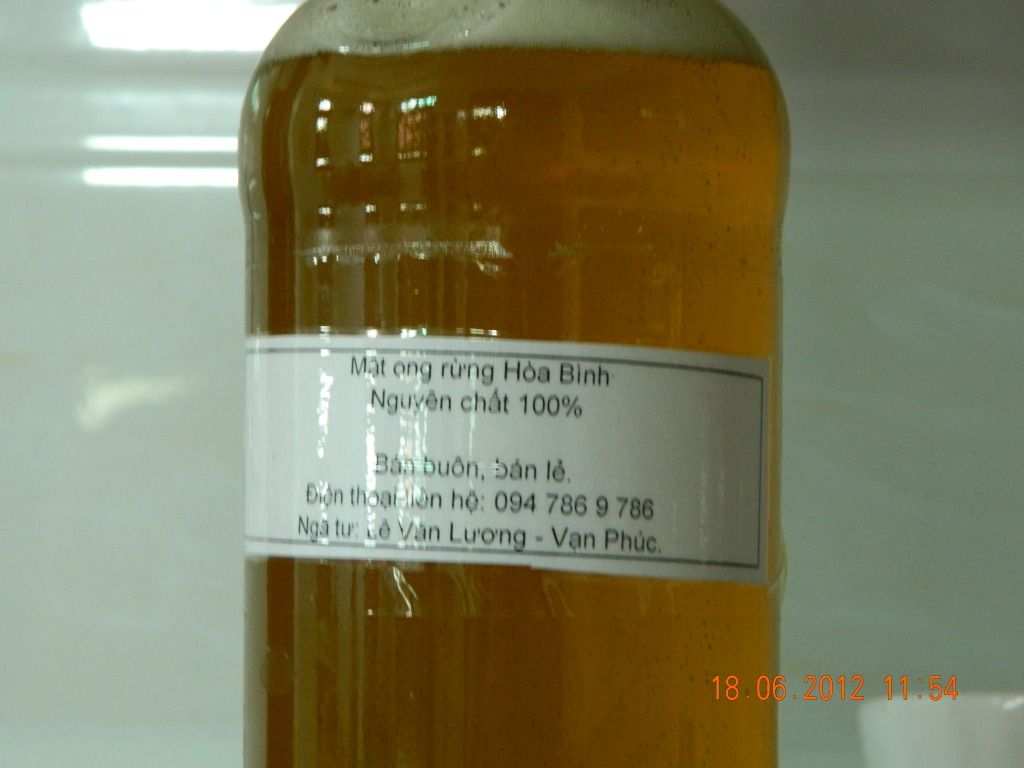 Mật ong rừng Hòa Bình
Nguyên chất 100%
Bán buôn, bán lẻ.
Điện thoại liên hệ: 094 786 9 786
Ngã tư: Lê Văn Lương - Vạn Phúc.
18.06.2012 11:54